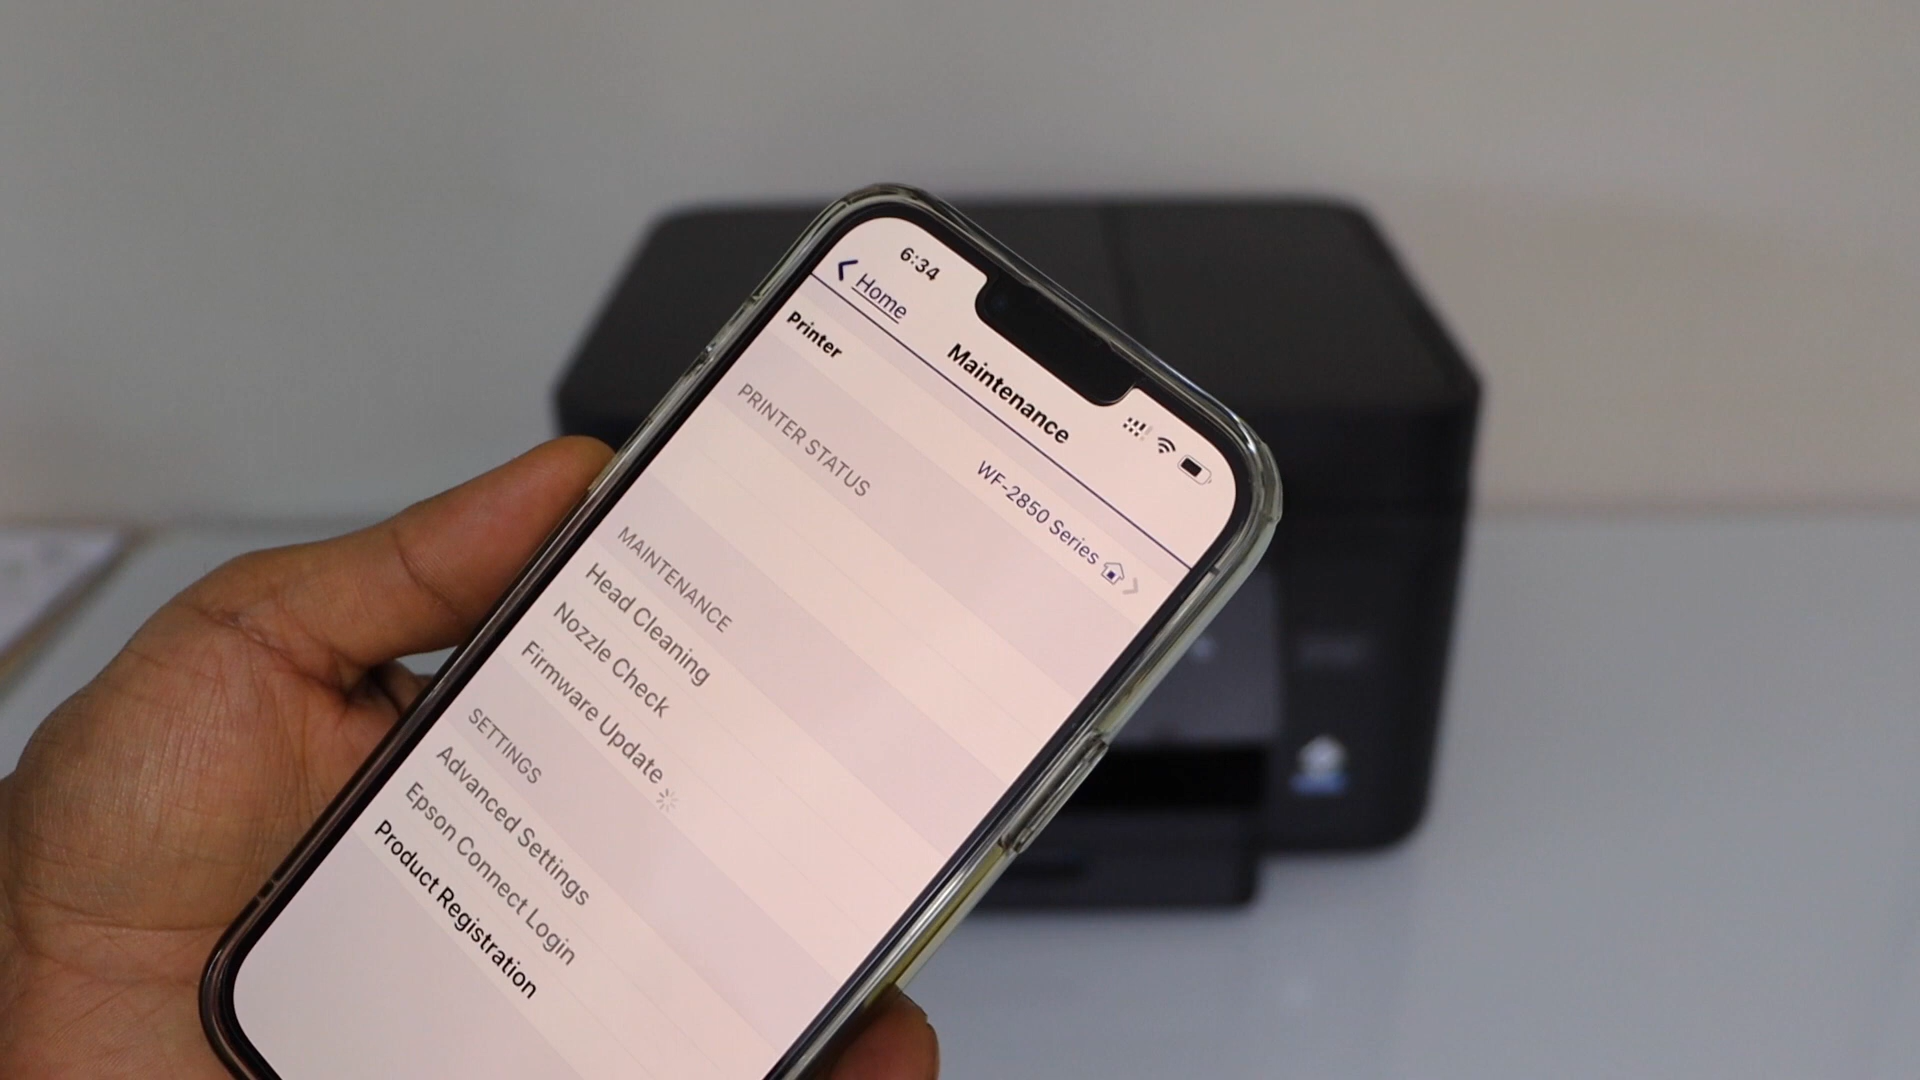 6:34
Home
Maintenance
Printer
WF-2850 Series
PRINTER STATUS
MAINTENANCE
Head Cleaning
Nozzle Check
Firmware Update
SETTINGS
Advanced Settings
Epson Connect Login
Product Registration